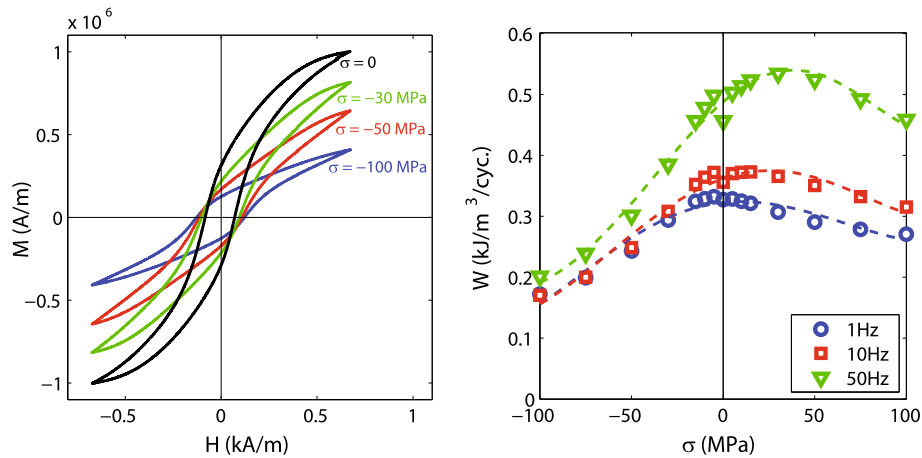 x 10⁶
1
0.5
0
−0.5
−1
−0.5
0
0.5
1
M (A/m)
H (kA/m)
σ = 0
σ = −30 MPa
σ = −50 MPa
σ = −100 MPa
0.6
0.5
0.4
0.3
0.2
0.1
0
−100
−50
0
50
100
W (kJ/m ³/cyc.)
σ (MPa)
1Hz
10Hz
50Hz